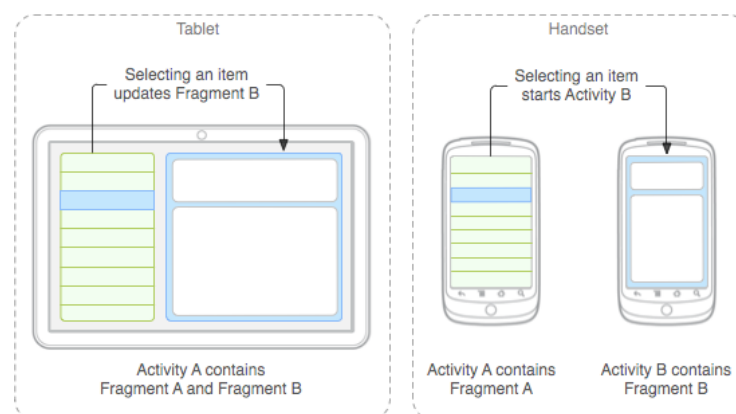 Tablet
Selecting an item
updates Fragment B
Activity A contains
Fragment A and Fragment B
Handset
Selecting an item
starts Activity B
Activity A contains
Fragment A
Activity B contains
Fragment B